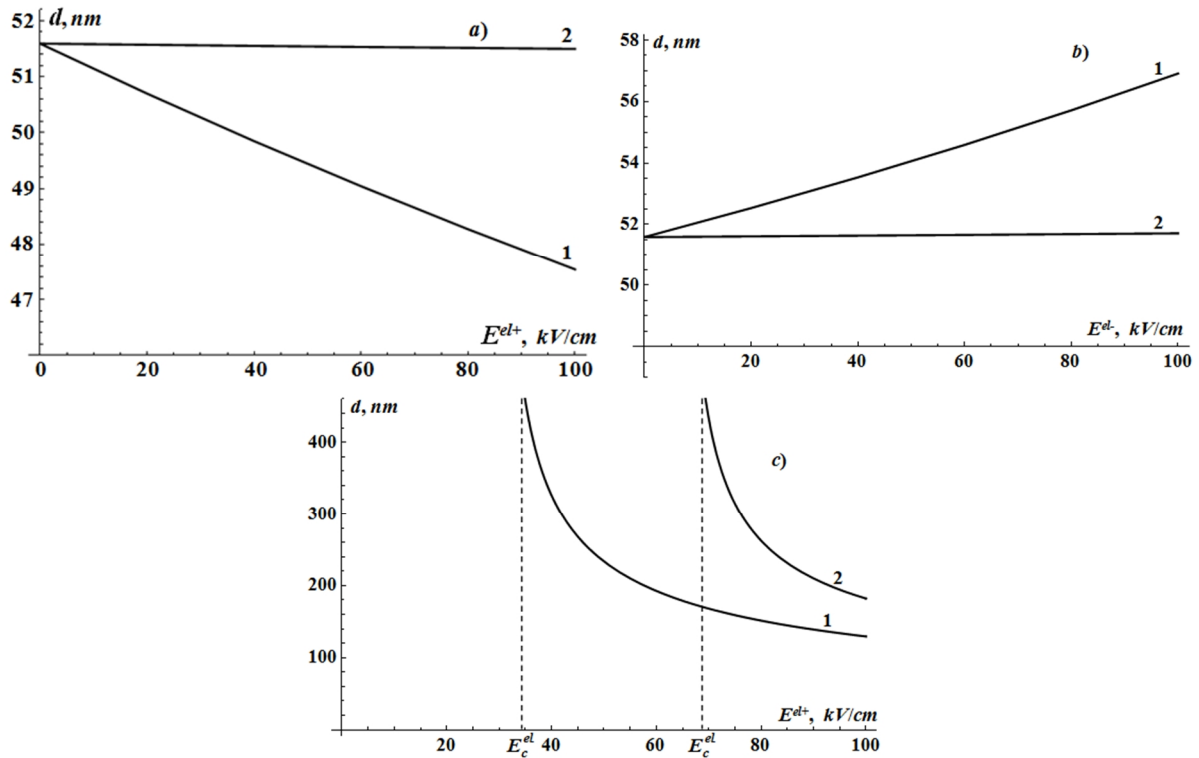 d, nm
a)
52
51
50
49
48
47
2
1
E^{el+}, kV/cm
0 20 40 60 80 100
d, nm
b)
58
56
54
52
50
1
2
E^{el-}, kV/cm
20 40 60 80 100
d, nm
c)
400
300
200
100
2
1
E^{el+}, kV/cm
20 E_c^{el} 40 60 E_c^{el} 80 100